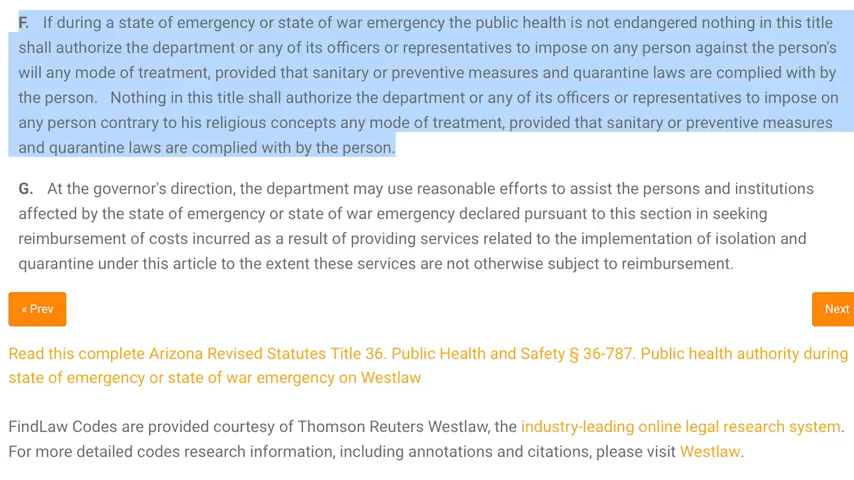 F. If during a state of emergency or state of war emergency the public health is not endangered nothing in this title
shall authorize the department or any of its officers or representatives to impose on any person against the person's
will any mode of treatment, provided that sanitary or preventive measures and quarantine laws are complied with by
the person. Nothing in this title shall authorize the department or any of its officers or representatives to impose on
any person contrary to his religious concepts any mode of treatment, provided that sanitary or preventive measures
and quarantine laws are complied with by the person.
G. At the governor's direction, the department may use reasonable efforts to assist the persons and institutions
affected by the state of emergency or state of war emergency declared pursuant to this section in seeking
reimbursement of costs incurred as a result of providing services related to the implementation of isolation and
quarantine under this article to the extent these services are not otherwise subject to reimbursement.
« Prev
Next
Read this complete Arizona Revised Statutes Title 36. Public Health and Safety § 36-787. Public health authority during
state of emergency or state of war emergency on Westlaw
FindLaw Codes are provided courtesy of Thomson Reuters Westlaw, the industry-leading online legal research system.
For more detailed codes research information, including annotations and citations, please visit Westlaw.